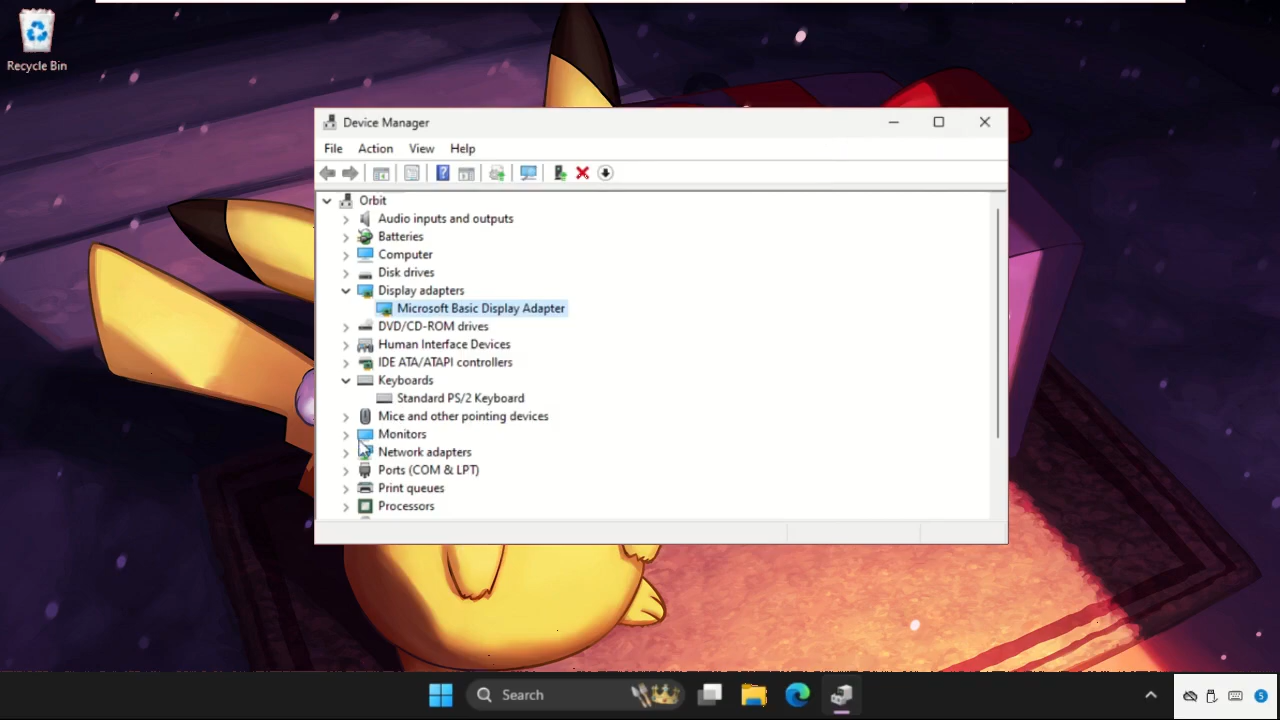 Recycle Bin
Device Manager
File Action View Help
Orbit
Audio inputs and outputs
Batteries
Computer
Disk drives
Display adapters
Microsoft Basic Display Adapter
DVD/CD-ROM drives
Human Interface Devices
IDE ATA/ATAPI controllers
Keyboards
Standard PS/2 Keyboard
Mice and other pointing devices
Monitors
Network adapters
Ports (COM & LPT)
Print queues
Processors
Search
5